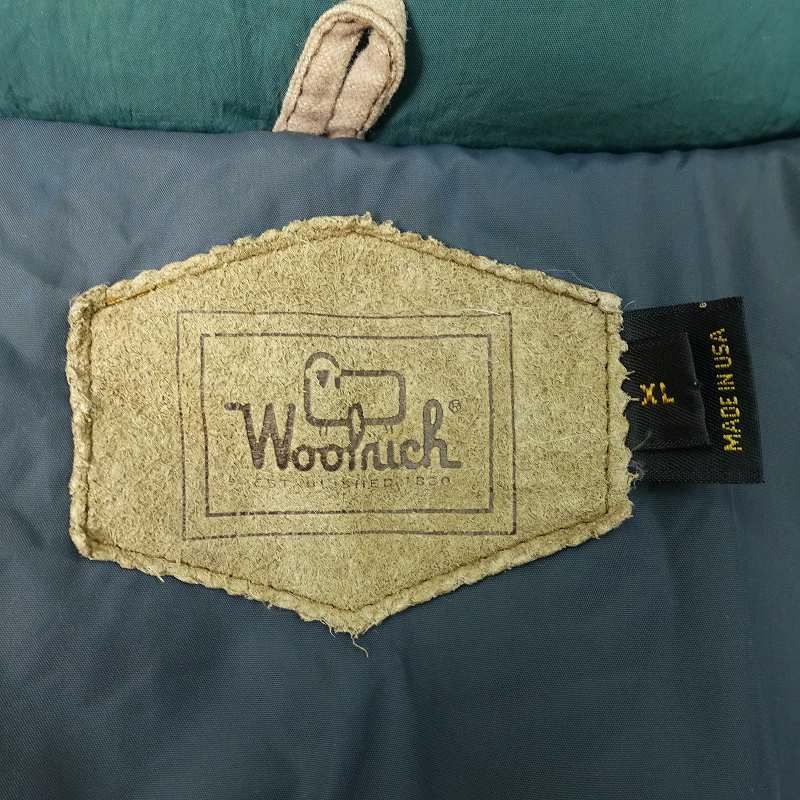 Woolrich®
ESTABLISHED 1830
XL
MADE IN USA